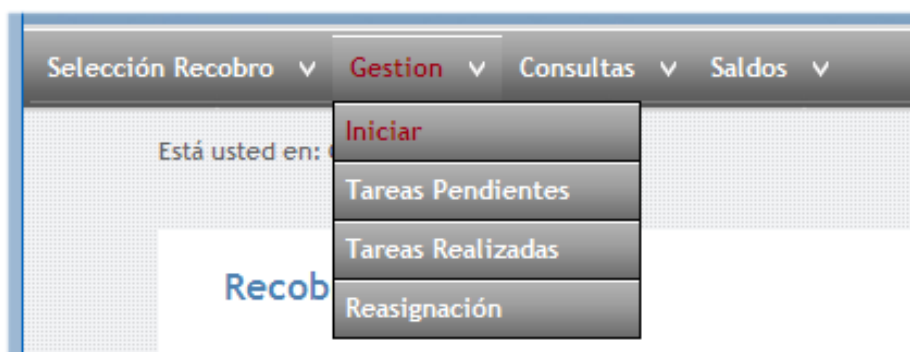 Selección Recobro Gestion Consultas Saldos
Iniciar
Está usted en:
Tareas Pendientes
Tareas Realizadas
Recob
Reasignación